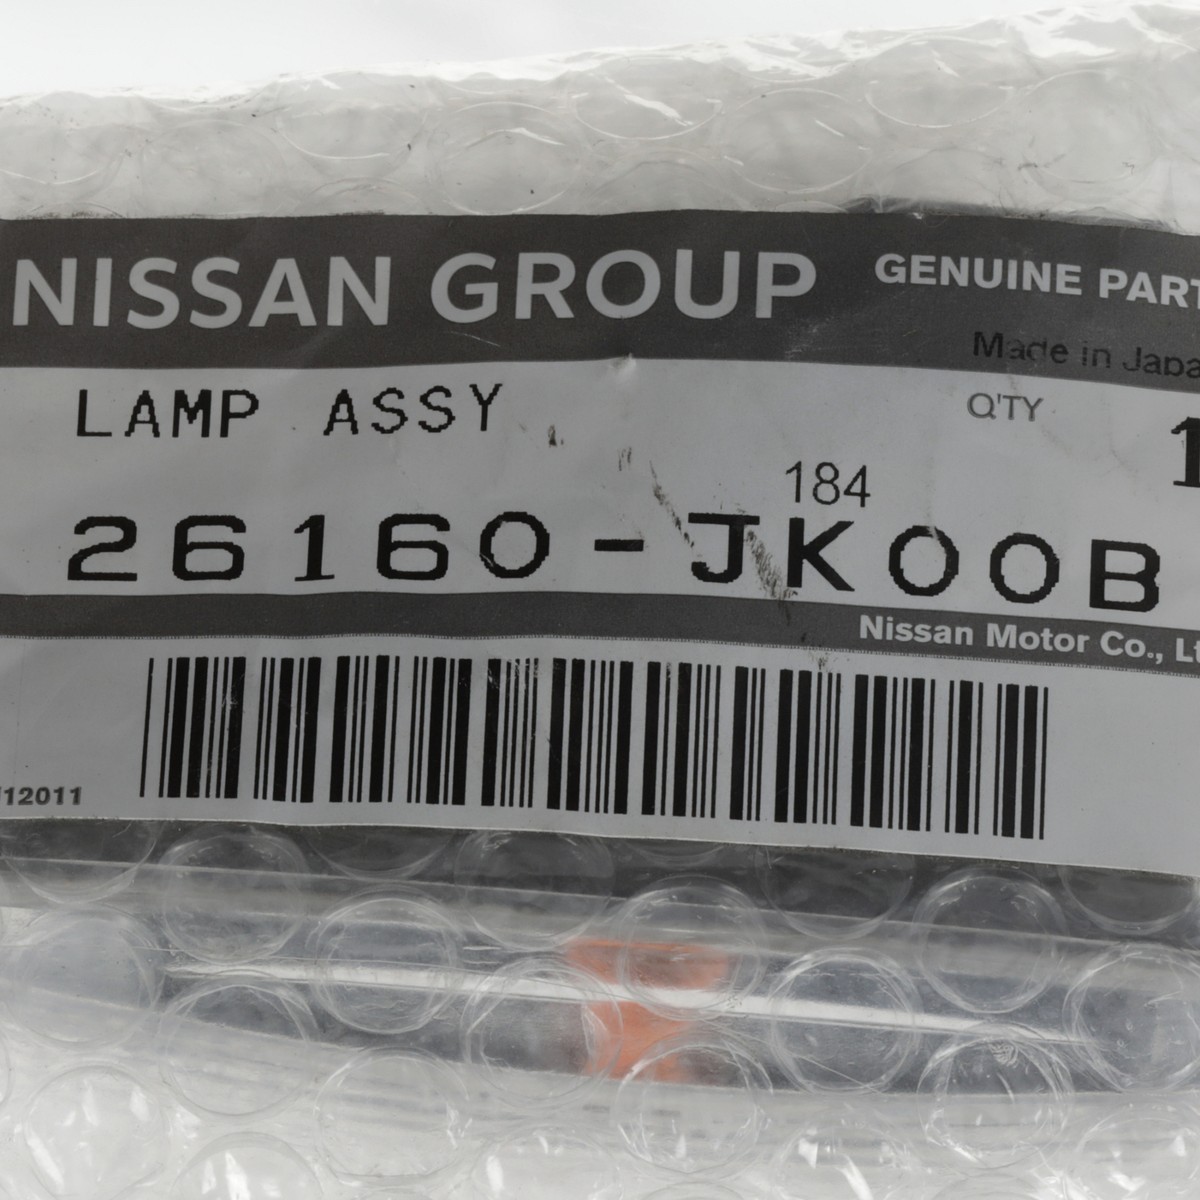 NISSAN GROUP GENUINE PART
Made in Japa
LAMP ASSY Q'TY 1
184
26160-JK00B
Nissan Motor Co., Lt
12011